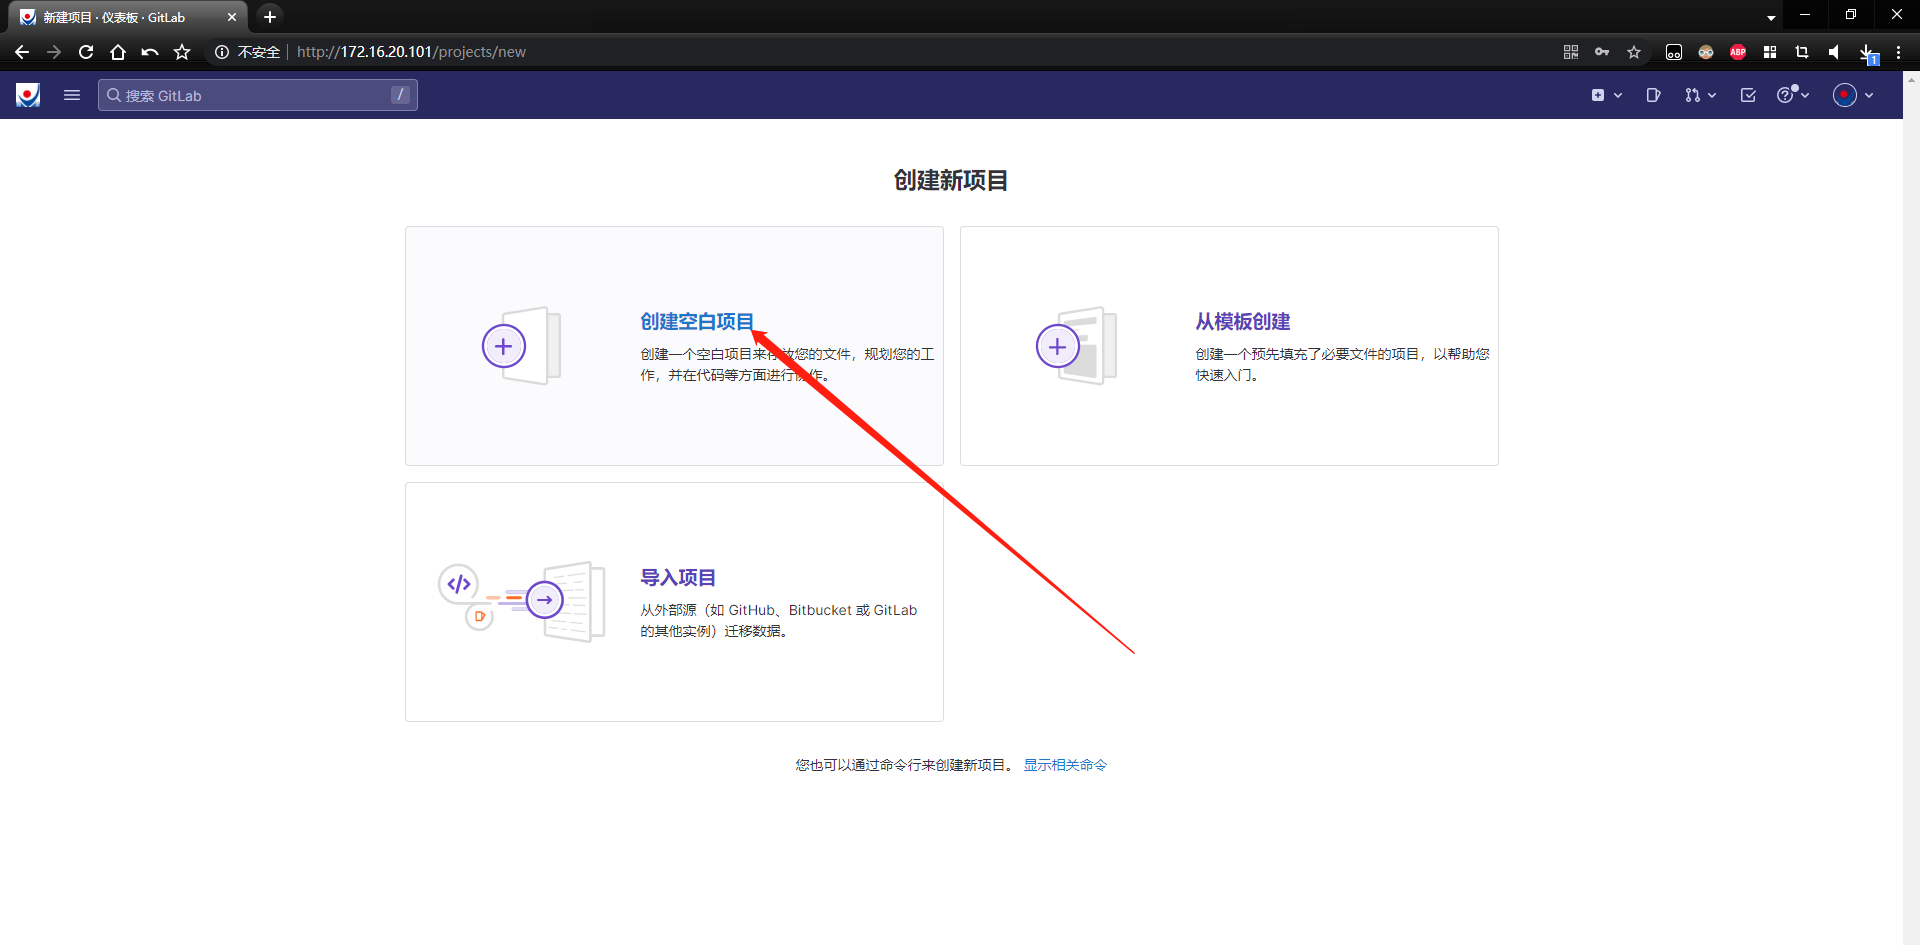 新建项目 · 仪表板 · GitLab
不安全 http://172.16.20.101/projects/new
ABP
1
搜索 GitLab /
创建新项目
创建空白项目
创建一个空白项目来存放您的文件，规划您的工
作，并在代码等方面进行协作。
从模板创建
创建一个预先填充了必要文件的项目，以帮助您
快速入门。
导入项目
从外部源（如 GitHub、Bitbucket 或 GitLab
的其他实例）迁移数据。
您也可以通过命令行来创建新项目。 显示相关命令